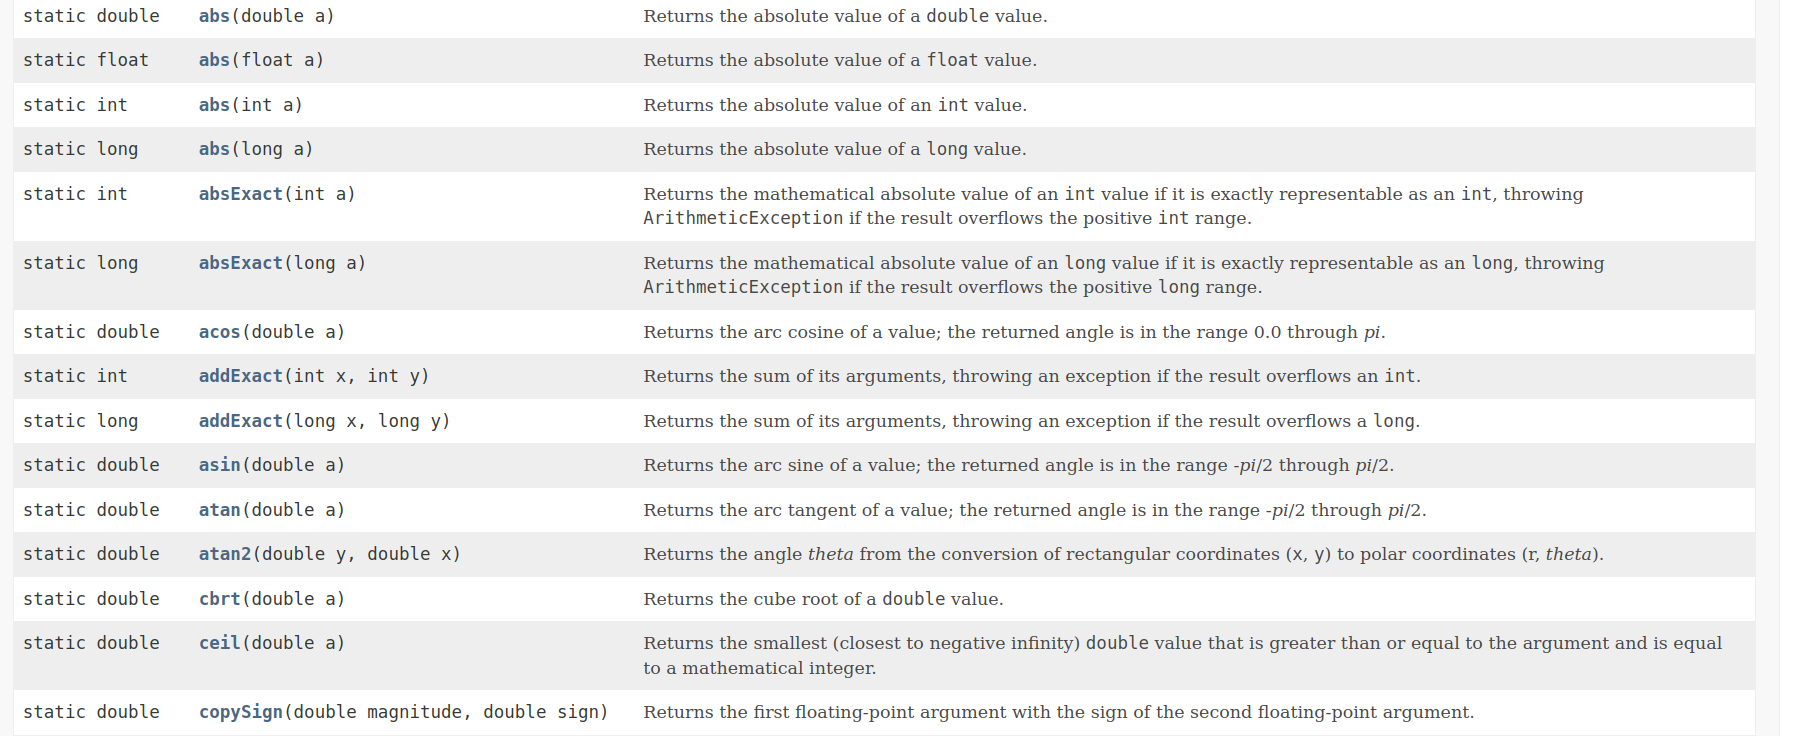 static double abs(double a) Returns the absolute value of a double value.
static float abs(float a) Returns the absolute value of a float value.
static int abs(int a) Returns the absolute value of an int value.
static long abs(long a) Returns the absolute value of a long value.
static int absExact(int a) Returns the mathematical absolute value of an int value if it is exactly representable as an int, throwing
ArithmeticException if the result overflows the positive int range.
static long absExact(long a) Returns the mathematical absolute value of an long value if it is exactly representable as an long, throwing
ArithmeticException if the result overflows the positive long range.
static double acos(double a) Returns the arc cosine of a value; the returned angle is in the range 0.0 through pi.
static int addExact(int x, int y) Returns the sum of its arguments, throwing an exception if the result overflows an int.
static long addExact(long x, long y) Returns the sum of its arguments, throwing an exception if the result overflows a long.
static double asin(double a) Returns the arc sine of a value; the returned angle is in the range -pi/2 through pi/2.
static double atan(double a) Returns the arc tangent of a value; the returned angle is in the range -pi/2 through pi/2.
static double atan2(double y, double x) Returns the angle theta from the conversion of rectangular coordinates (x, y) to polar coordinates (r, theta).
static double cbrt(double a) Returns the cube root of a double value.
static double ceil(double a) Returns the smallest (closest to negative infinity) double value that is greater than or equal to the argument and is equal
to a mathematical integer.
static double copySign(double magnitude, double sign) Returns the first floating-point argument with the sign of the second floating-point argument.